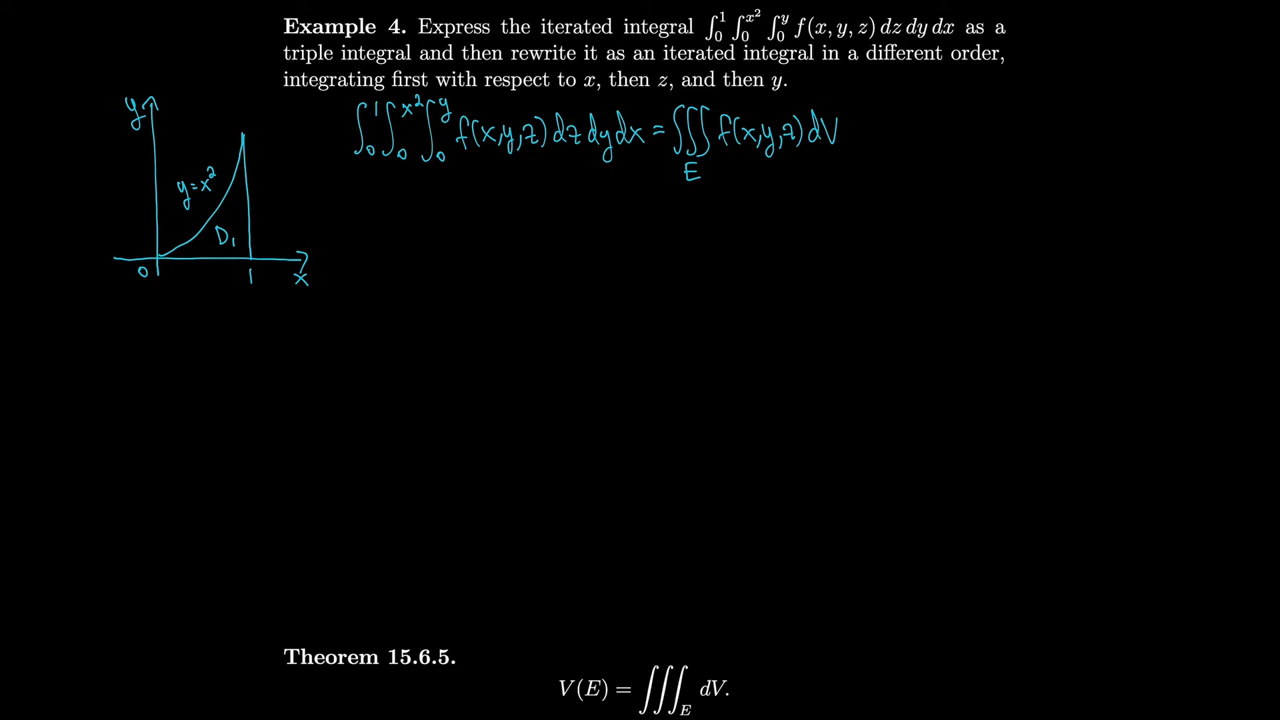 Example 4. Express the iterated integral ∫₀¹ ∫₀^{x²} ∫₀^y f(x, y, z) dz dy dx as a
triple integral and then rewrite it as an iterated integral in a different order,
integrating first with respect to x, then z, and then y.
∫₀¹ ∫₀^{x²} ∫₀^y f(x,y,z) dz dy dx = ∭_E f(x,y,z) dV
y
y=x²
D₁
0 1 x
Theorem 15.6.5.
V(E) = ∭_E dV.